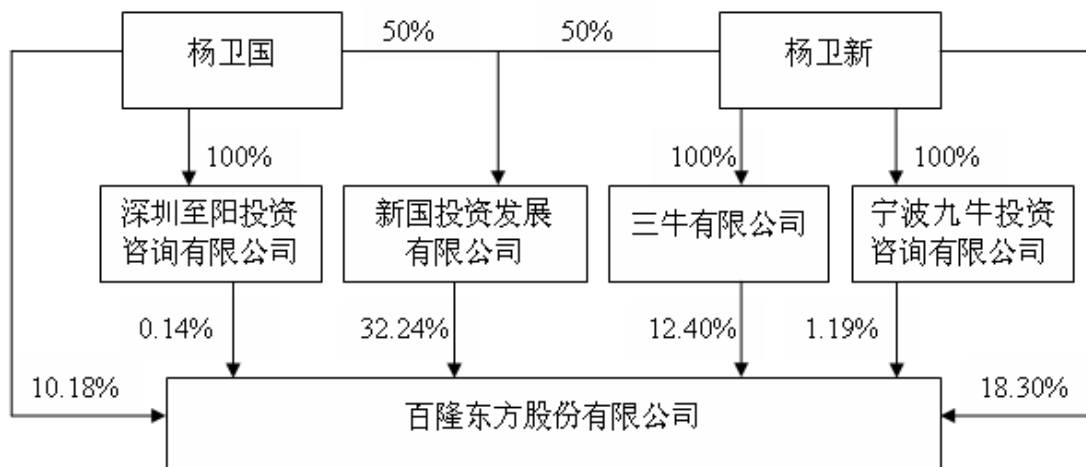 杨卫国
50%
50%
杨卫新
100%
100%
100%
深圳至阳投资
咨询有限公司
新国投资发展
有限公司
三牛有限公司
宁波九牛投资
咨询有限公司
0.14%
32.24%
12.40%
1.19%
10.18%
18.30%
百隆东方股份有限公司